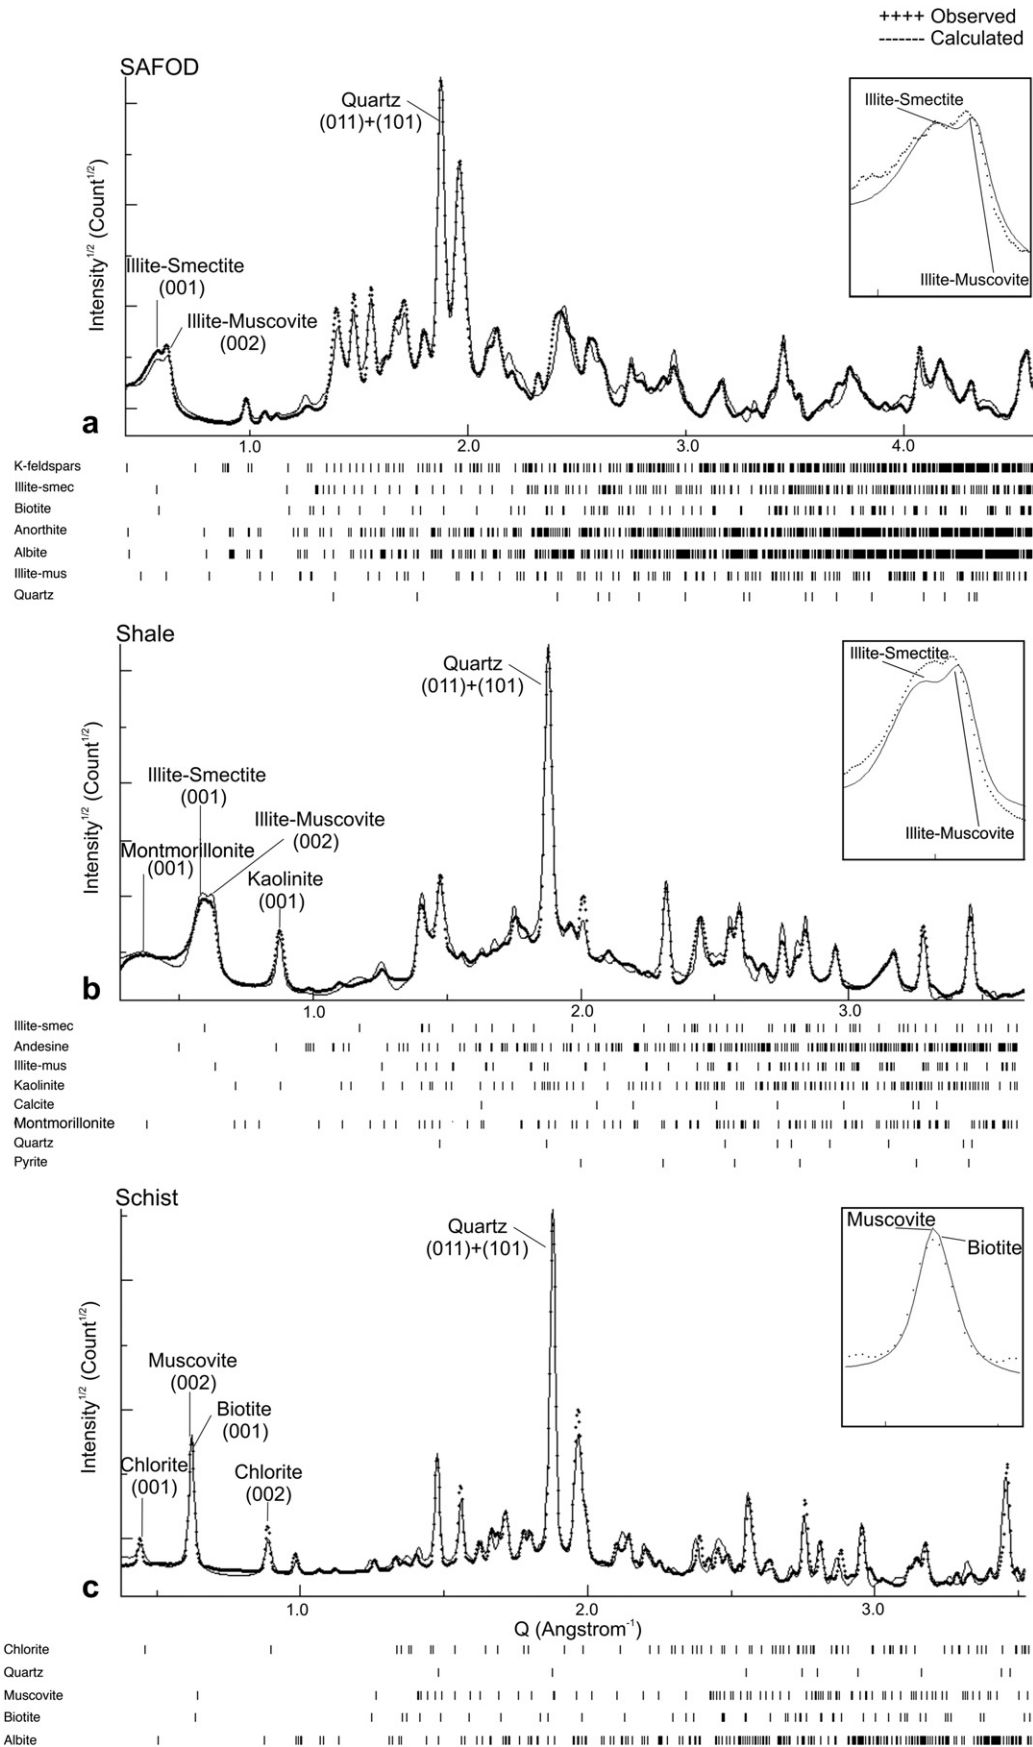 ++++ Observed
------- Calculated
SAFOD
Quartz
(011)+(101)
Illite-Smectite
Illite-Muscovite
Illite-Smectite
(001)
Illite-Muscovite
(002)
Intensity1/2 (Count1/2)
a
1.0 2.0 3.0 4.0
K-feldspars
Illite-smec
Biotite
Anorthite
Albite
Illite-mus
Quartz
Shale
Quartz
(011)+(101)
Illite-Smectite
Illite-Muscovite
Illite-Smectite
(001)
Illite-Muscovite
(002)
Montmorillonite
(001)
Kaolinite
(001)
Intensity1/2 (Count1/2)
b
1.0 2.0 3.0
Illite-smec
Andesine
Illite-mus
Kaolinite
Calcite
Montmorillonite
Quartz
Pyrite
Schist
Quartz
(011)+(101)
Muscovite
Biotite
Muscovite
(002)
Biotite
(001)
Chlorite
(001)
Chlorite
(002)
Intensity1/2 (Count1/2)
c
1.0 2.0 3.0
Q (Angstrom-1)
Chlorite
Quartz
Muscovite
Biotite
Albite